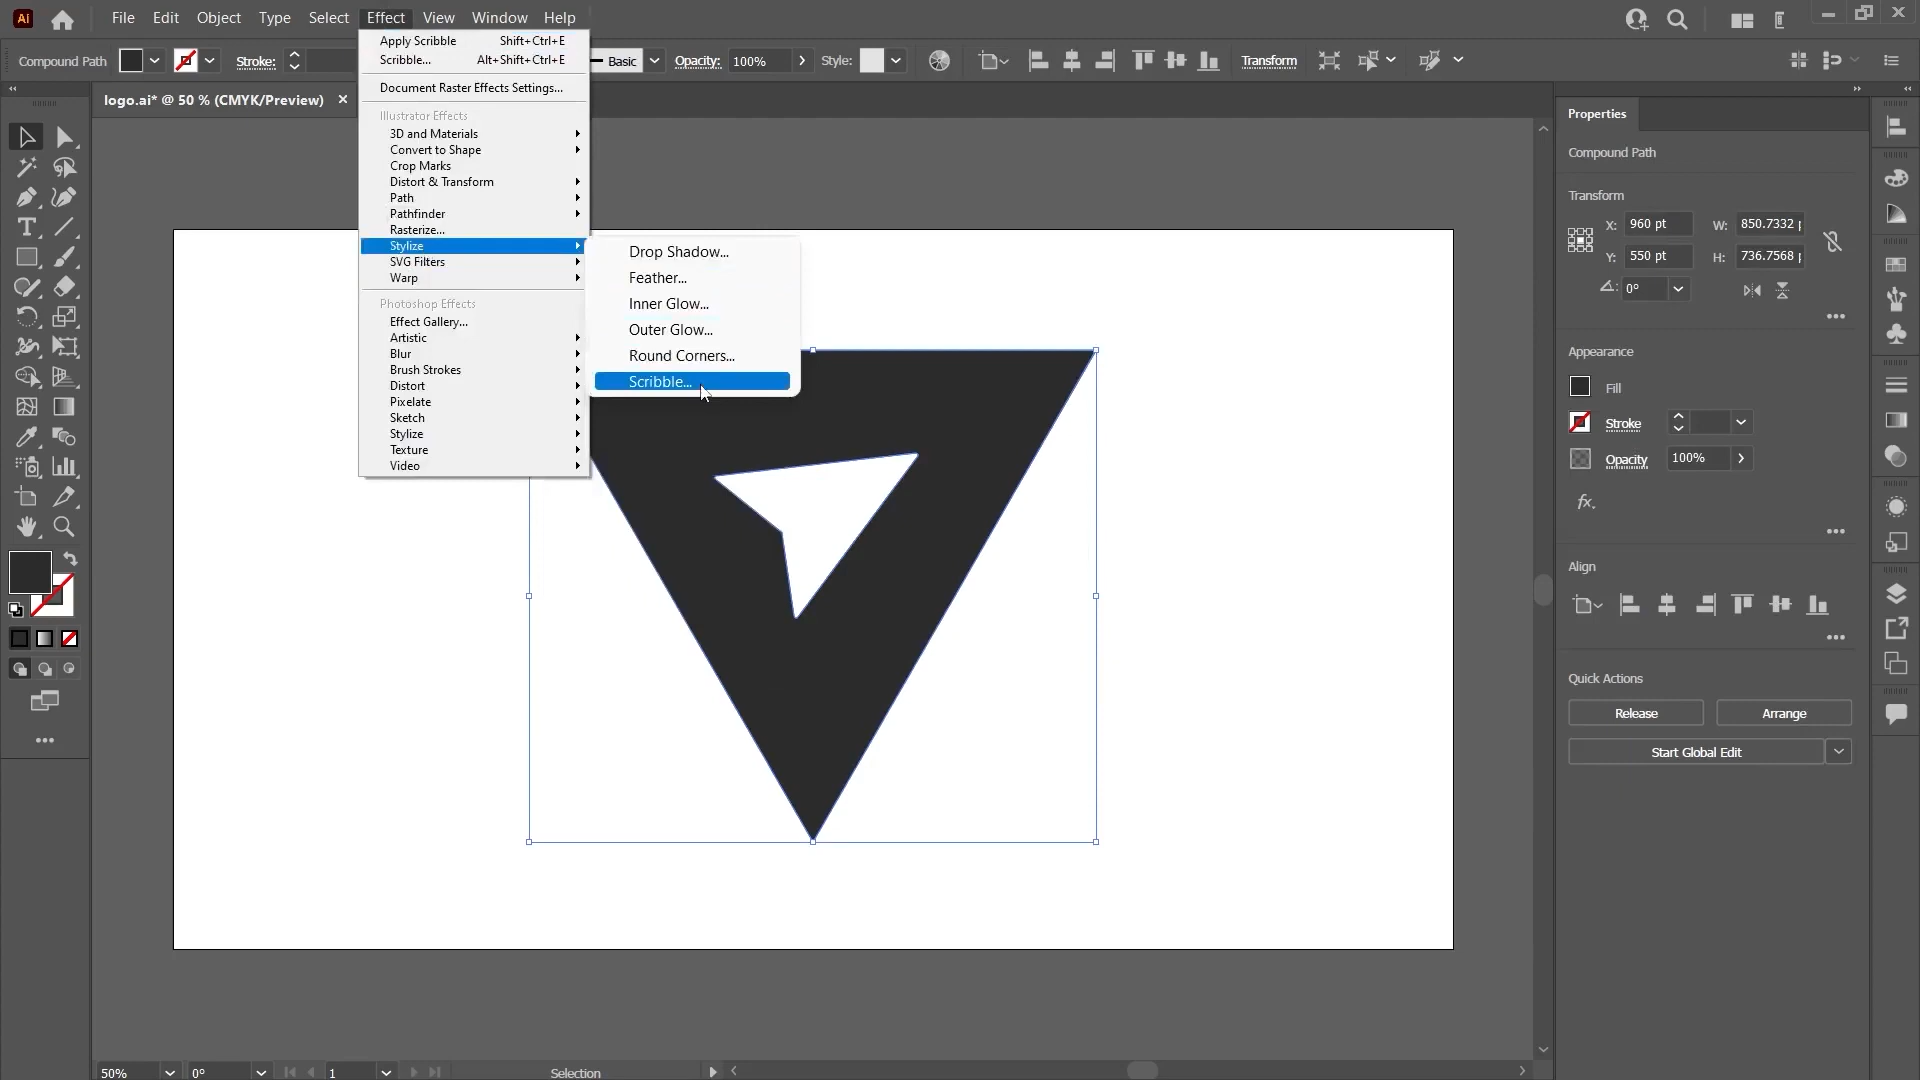 Ai File Edit Object Type Select Effect View Window Help
Compound Path Stroke: Basic Opacity: 100% Style: Transform
logo.ai* @ 50 % (CMYK/Preview) ×
Apply Scribble Shift+Ctrl+E
Scribble... Alt+Shift+Ctrl+E
Document Raster Effects Settings...
Illustrator Effects
3D and Materials
Convert to Shape
Crop Marks
Distort & Transform
Path
Pathfinder
Rasterize...
Stylize
SVG Filters
Warp
Photoshop Effects
Effect Gallery...
Artistic
Blur
Brush Strokes
Distort
Pixelate
Sketch
Stylize
Texture
Video
Drop Shadow...
Feather...
Inner Glow...
Outer Glow...
Round Corners...
Scribble...
Properties
Compound Path
Transform
X: 960 pt W: 850.7332 p
Y: 550 pt H: 736.7568 p
0°
Appearance
Fill
Stroke
Opacity 100%
fx.
Align
Quick Actions
Release Arrange
Start Global Edit
50% 0° 1 Selection